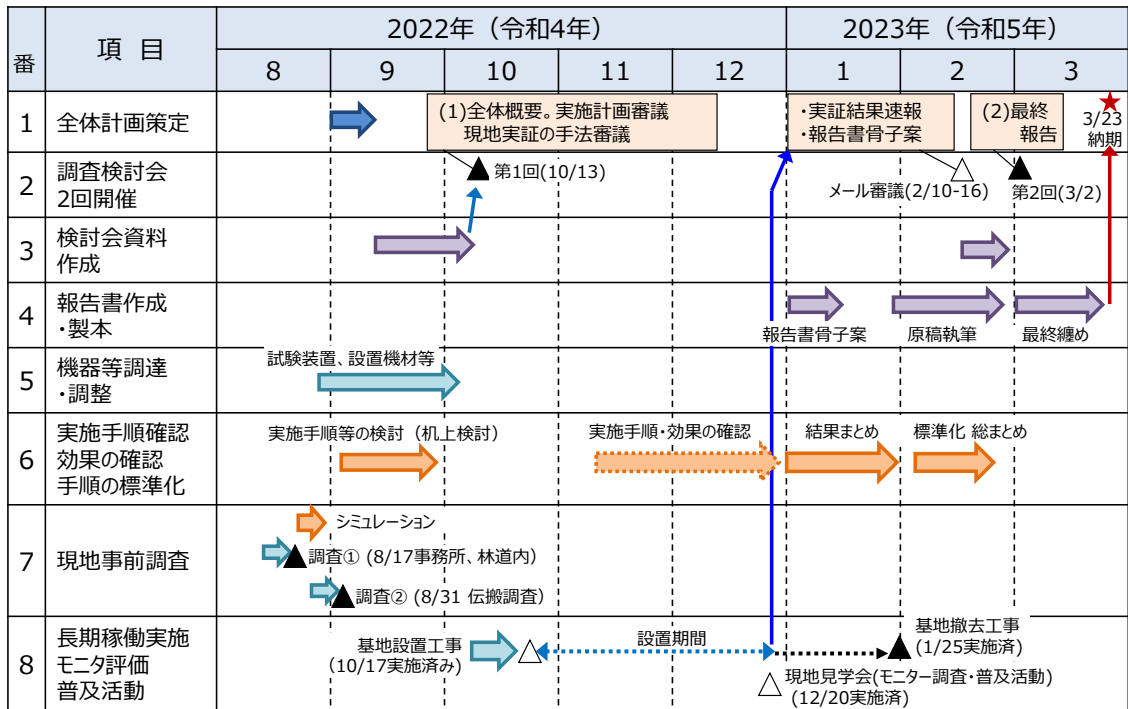 番
項 目
2022年（令和4年）
2023年（令和5年）
8
9
10
11
12
1
2
3
1
全体計画策定
(1)全体概要。実施計画審議
現地実証の手法審議
・実証結果速報
・報告書骨子案
(2)最終
報告
3/23
納期
2
調査検討会
2回開催
第1回(10/13)
メール審議(2/10-16)
第2回(3/2)
3
検討会資料
作成
4
報告書作成
・製本
報告書骨子案
原稿執筆
最終纏め
5
機器等調達
・調整
試験装置、設置機材等
6
実施手順確認
効果の確認
手順の標準化
実施手順等の検討（机上検討）
実施手順・効果の確認
結果まとめ
標準化 総まとめ
7
現地事前調査
シミュレーション
調査①（8/17事務所、林道内）
調査②（8/31 伝搬調査）
8
長期稼働実施
モニタ評価
普及活動
基地設置工事
(10/17実施済み)
設置期間
基地撤去工事
(1/25実施済)
現地見学会(モニター調査・普及活動)
(12/20実施済)